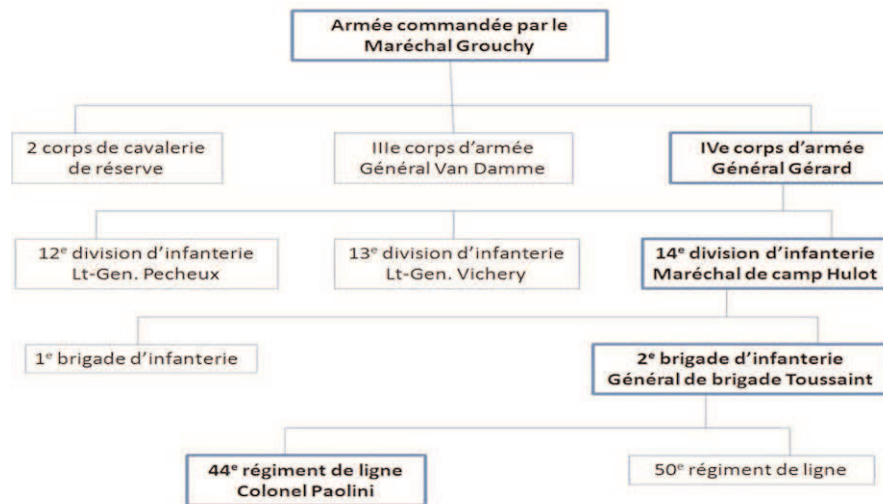 Armée commandée par le
Maréchal Grouchy
2 corps de cavalerie
de réserve
IIIe corps d'armée
Général Van Damme
IVe corps d'armée
Général Gérard
12e division d'infanterie
Lt-Gen. Pecheux
13e division d'infanterie
Lt-Gen. Vichery
14e division d'infanterie
Maréchal de camp Hulot
1e brigade d'infanterie
2e brigade d'infanterie
Général de brigade Toussaint
44e régiment de ligne
Colonel Paolini
50e régiment de ligne